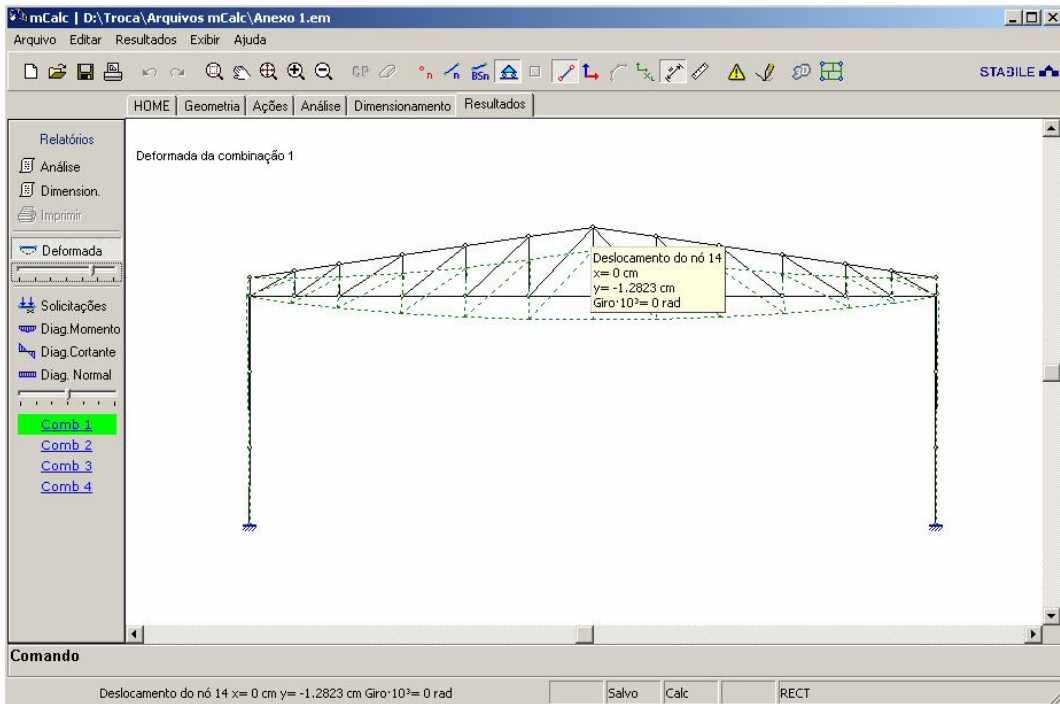 mCalc | D:\Troca\Arquivos mCalc\Anexo 1.em
Arquivo Editar Resultados Exibir Ajuda
GP n n BSn XL STABILE
HOME Geometria Ações Análise Dimensionamento Resultados
Relatórios
Análise
Dimension.
Imprimir
Deformada
Solicitações
Diag.Momento
Diag.Cortante
Diag. Normal
Comb 1
Comb 2
Comb 3
Comb 4
Deformada da combinação 1
Deslocamento do nó 14
x= 0 cm
y= -1.2823 cm
Giro·10³= 0 rad
Comando
Deslocamento do nó 14 x= 0 cm y= -1.2823 cm Giro·10³= 0 rad Salvo Calc RECT